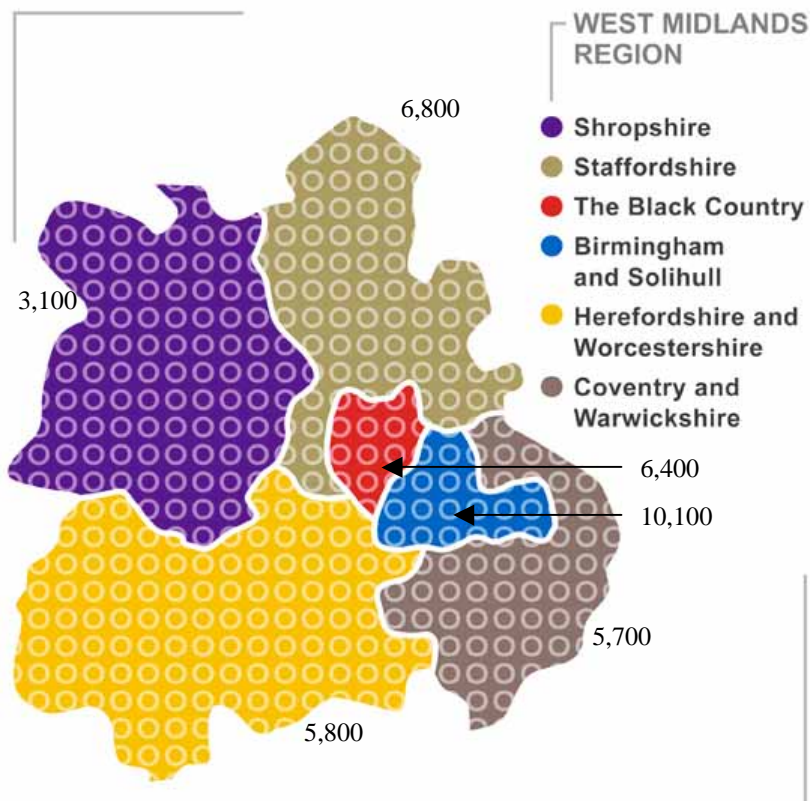 WEST MIDLANDS
REGION
6,800
Shropshire
Staffordshire
The Black Country
Birmingham
and Solihull
3,100
Herefordshire and
Worcestershire
Coventry and
Warwickshire
6,400
10,100
5,700
5,800